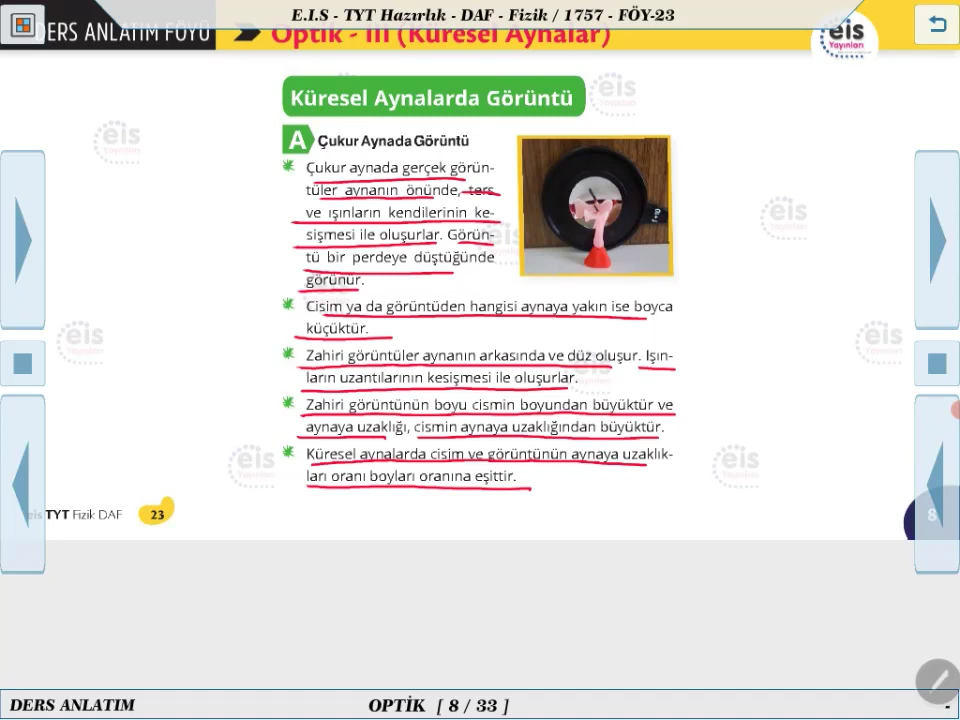 E.I.S - TYT Hazırlık - DAF - Fizik / 1757 - FÖY-23
DERS ANLATIM FÖYÜ
Optik - III (Küresel Aynalar)
eis
Yayınları
Küresel Aynalarda Görüntü
A Çukur Aynada Görüntü
Çukur aynada gerçek görün-
tüler aynanın önünde, ters
ve ışınların kendilerinin ke-
sişmesi ile oluşurlar. Görün-
tü bir perdeye düştüğünde
görünür.
Cisim ya da görüntüden hangisi aynaya yakın ise boyca
küçüktür.
Zahiri görüntüler aynanın arkasında ve düz oluşur. Işın-
ların uzantılarının kesişmesi ile oluşurlar.
Zahiri görüntünün boyu cismin boyundan büyüktür ve
aynaya uzaklığı, cismin aynaya uzaklığından büyüktür.
Küresel aynalarda cisim ve görüntünün aynaya uzaklık-
ları oranı boyları oranına eşittir.
eis TYT Fizik DAF 23
8
DERS ANLATIM
OPTİK [ 8 / 33 ]
-